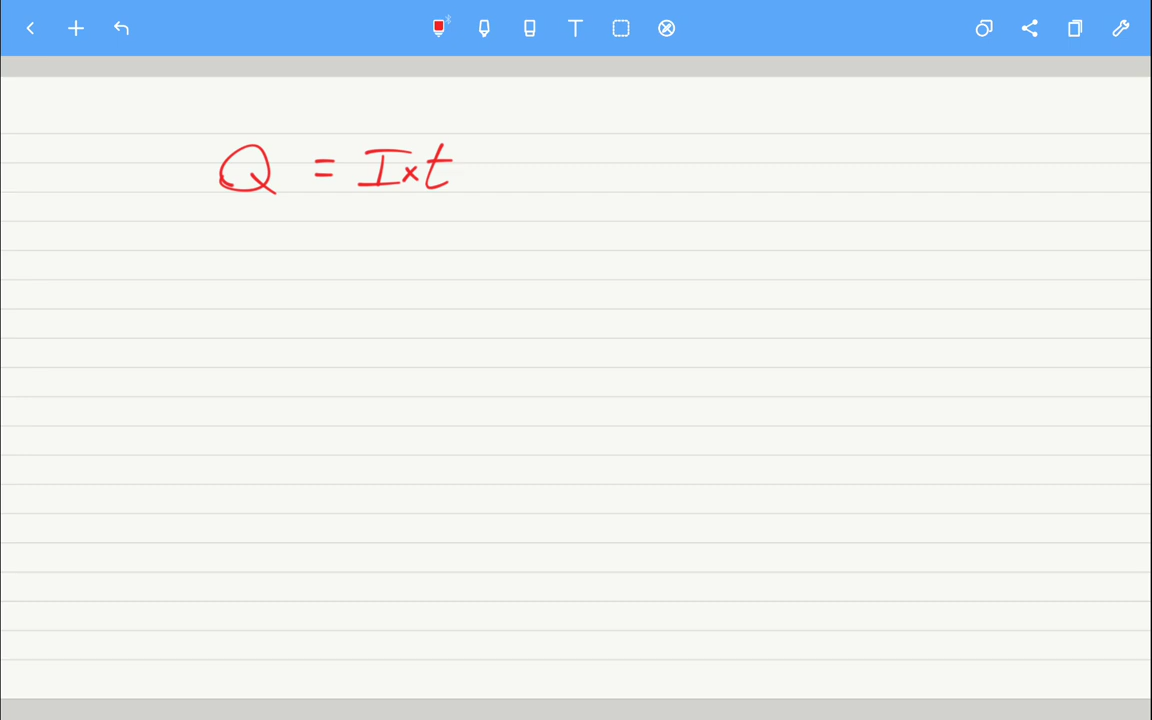 Q = I×t